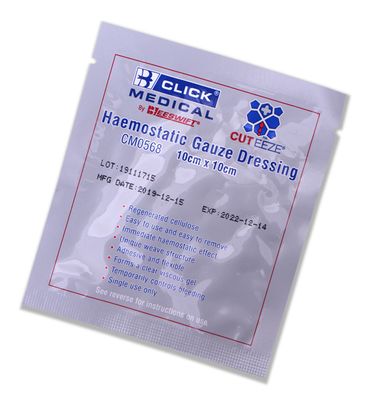 B CLICK®
MEDICAL
By BEESWIFT®
CUTEEZE®
Haemostatic Gauze Dressing
CM0568 10cm x 10cm
LOT:19111715
MFG DATE:2019-12-15 EXP:2022-12-14
• Regenerated cellulose
• Easy to use and easy to remove
• Immediate haemostatic effect
• Unique weave structure
• Adhesive and flexible
• Forms a clear viscous gel
• Temporarily controls bleeding
• Single use only
See reverse for instructions on use.